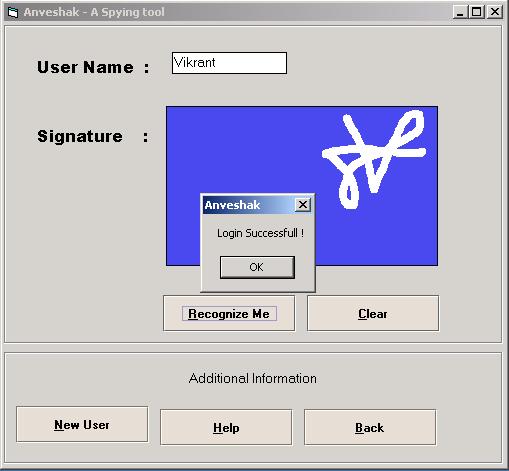 Anveshak - A Spying tool
User Name :
Vikrant
Signature :
Anveshak
Login Successfull !
OK
Recognize Me
Clear
Additional Information
New User
Help
Back